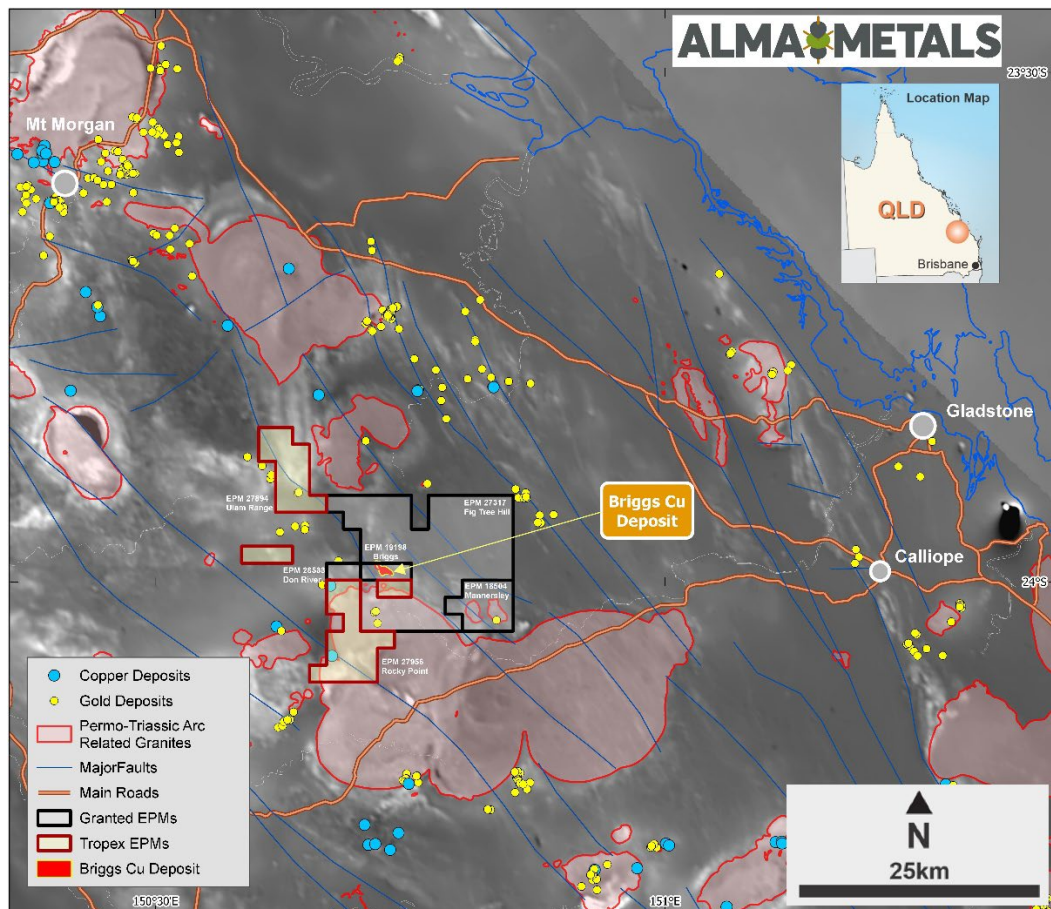 ALMA METALS
23°30'S
Location Map
QLD
Brisbane
Mt Morgan
Gladstone
Briggs Cu
Deposit
EPM 27894
Ulam Range
EPM 27317
Fig Tree Hill
EPM 19198
Briggs
EPM 28588
Don River
EPM 18504
Mannersley
Calliope
24°S
EPM 27956
Rocky Point
Copper Deposits
Gold Deposits
Permo-Triassic Arc
Related Granites
MajorFaults
Main Roads
Granted EPMs
Tropex EPMs
Briggs Cu Deposit
N
25km
150°30'E
151°E